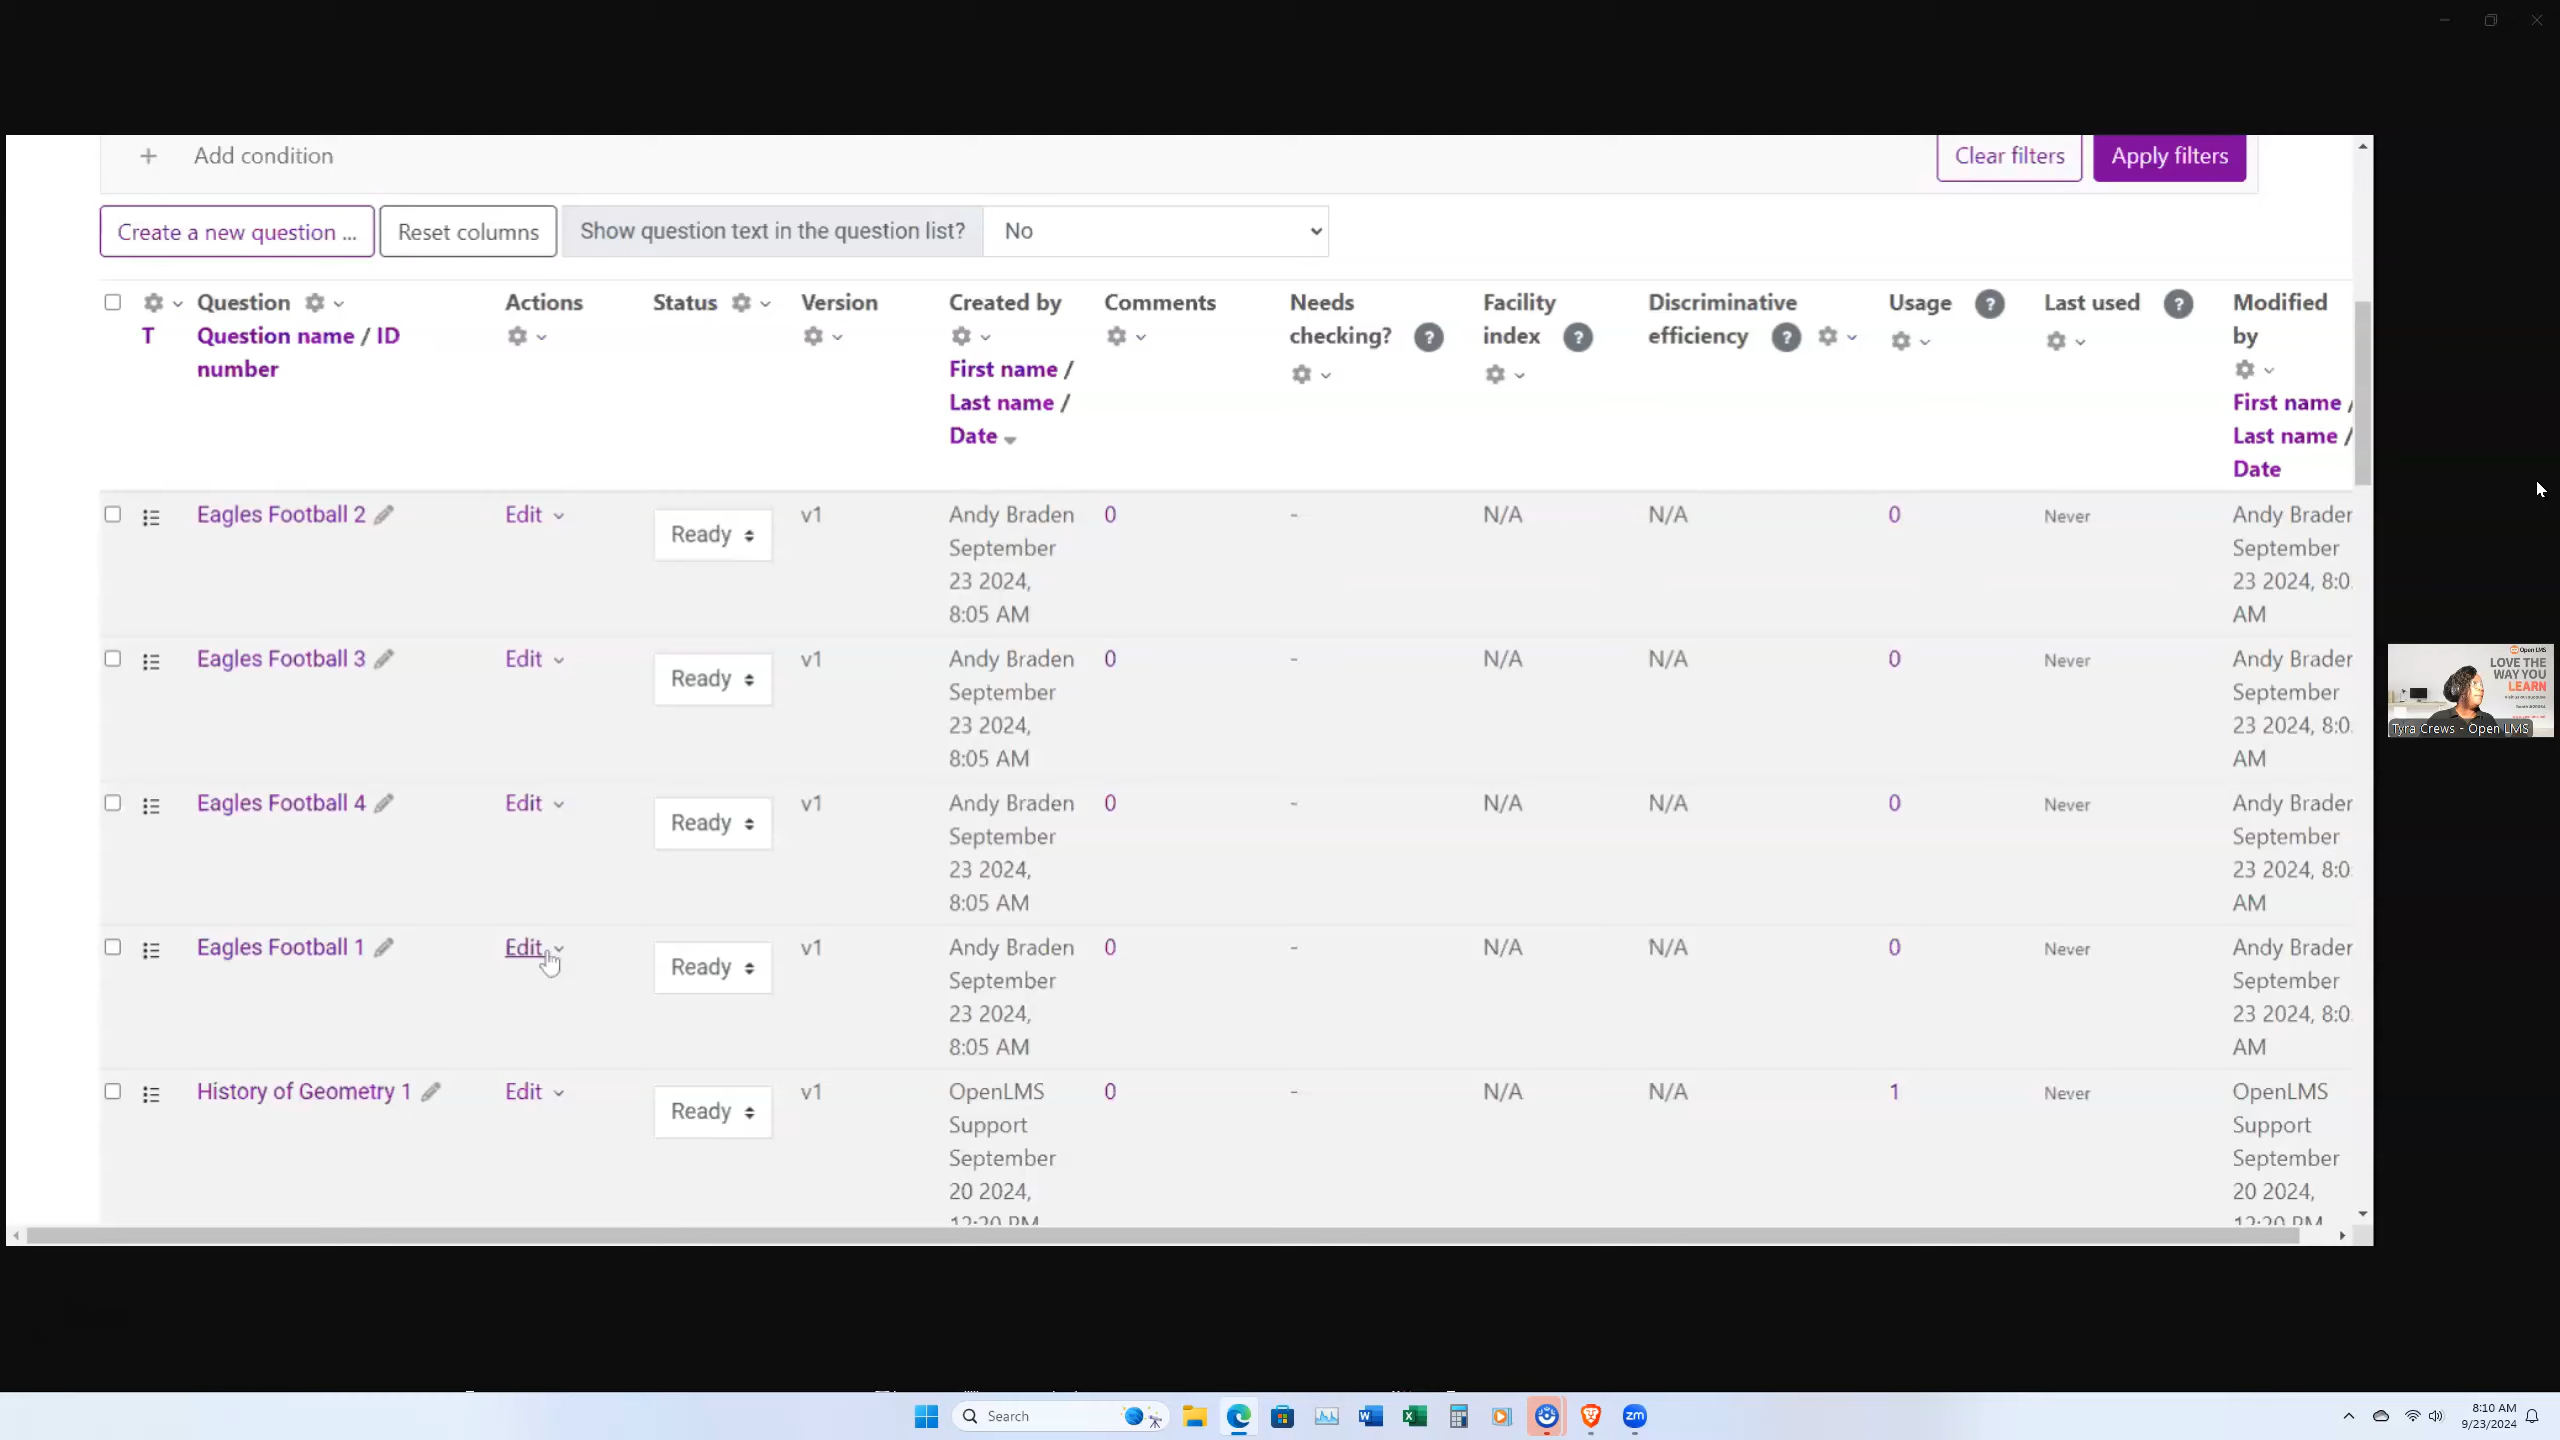 Add condition
Clear filters
Apply filters
Create a new question ...
Reset columns
Show question text in the question list?
No
T
Question
Question name / ID
number
Actions
Status
Version
Created by
First name /
Last name /
Date
Comments
Needs
checking?
?
Facility
index
?
Discriminative
efficiency
?
Usage
?
Last used
?
Modified
by
First name /
Last name /
Date
Eagles Football 2
Edit
Ready
v1
Andy Braden
September
23 2024,
8:05 AM
0
-
N/A
N/A
0
Never
Andy Braden
September
23 2024, 8:0
AM
Eagles Football 3
Edit
Ready
v1
Andy Braden
September
23 2024,
8:05 AM
0
-
N/A
N/A
0
Never
Andy Braden
September
23 2024, 8:0
AM
Eagles Football 4
Edit
Ready
v1
Andy Braden
September
23 2024,
8:05 AM
0
-
N/A
N/A
0
Never
Andy Braden
September
23 2024, 8:0
AM
Eagles Football 1
Edit
Ready
v1
Andy Braden
September
23 2024,
8:05 AM
0
-
N/A
N/A
0
Never
Andy Braden
September
23 2024, 8:0
AM
History of Geometry 1
Edit
Ready
v1
OpenLMS
Support
September
20 2024,
12:20 PM
0
-
N/A
N/A
1
Never
OpenLMS
Support
September
20 2024,
12:20 PM
Open LMS
LOVE THE
WAY YOU
LEARN
Tyra Crews - Open LMS
Search
zm
8:10 AM
9/23/2024